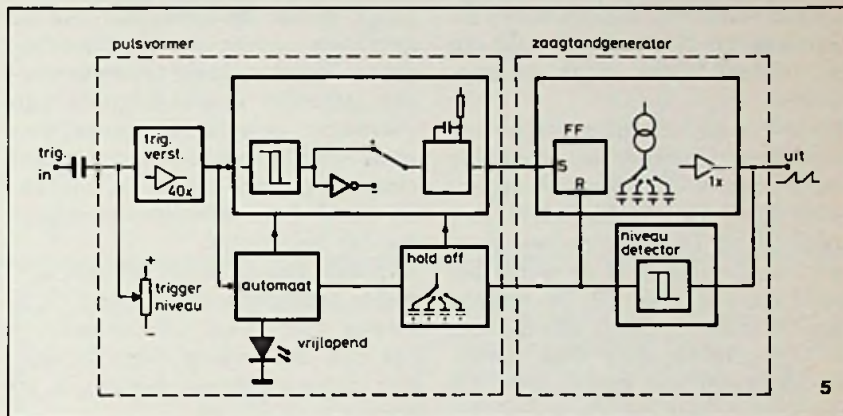 pulsvormer
zaagtandgenerator
trig.
in
trig.
verst.
40x
+
-
FF
S
R
1x
uit
+
trigger
niveau
-
automaat
hold off
niveau
detector
vrijlopend
5